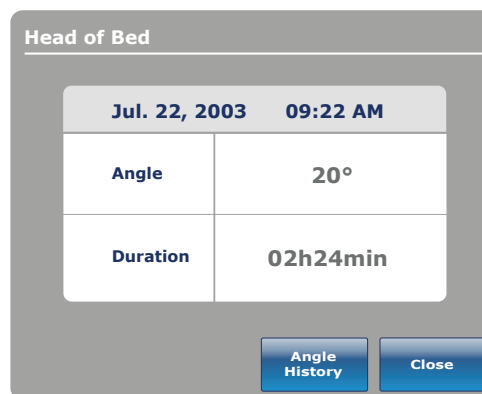 Head of Bed
Jul. 22, 2003 09:22 AM
Angle 20°
Duration 02h24min
Angle
History
Close